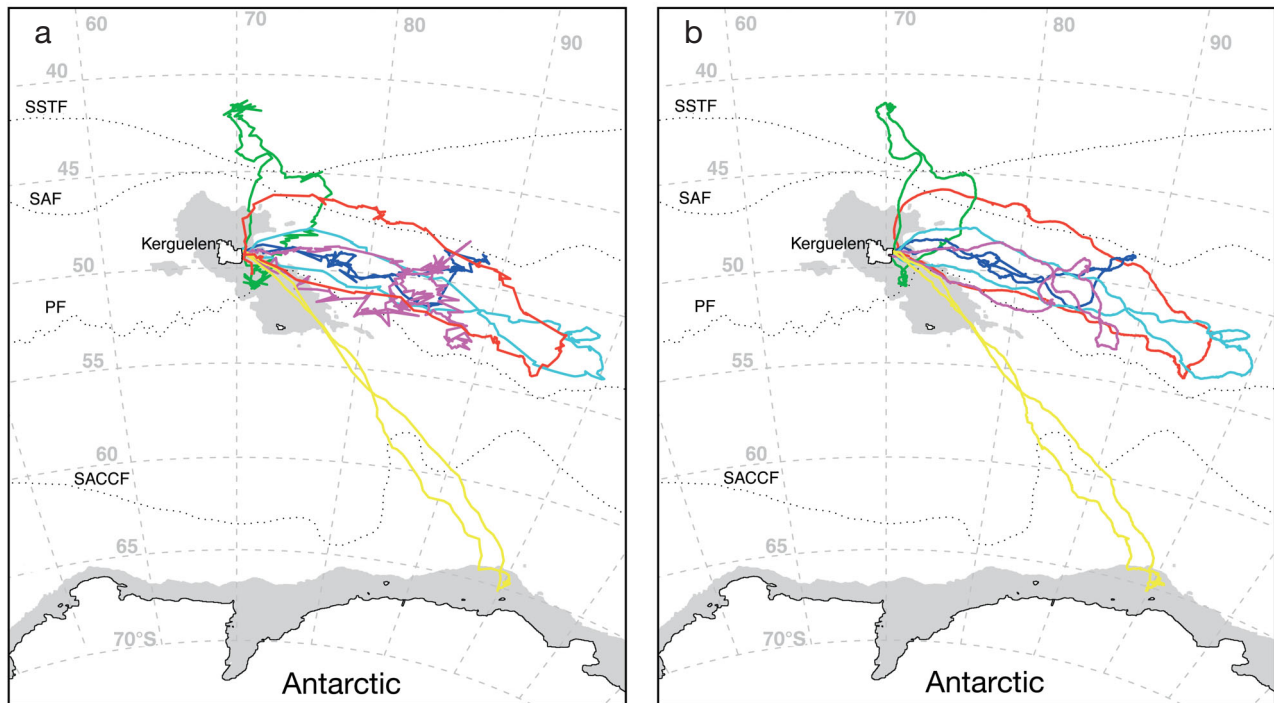 a
60
70
80
90
40
SSTF
45
SAF
Kerguelen
50
PF
55
60
SACCF
65
70°S
Antarctic
b
60
70
80
90
40
SSTF
45
SAF
Kerguelen
50
PF
55
60
SACCF
65
70°S
Antarctic